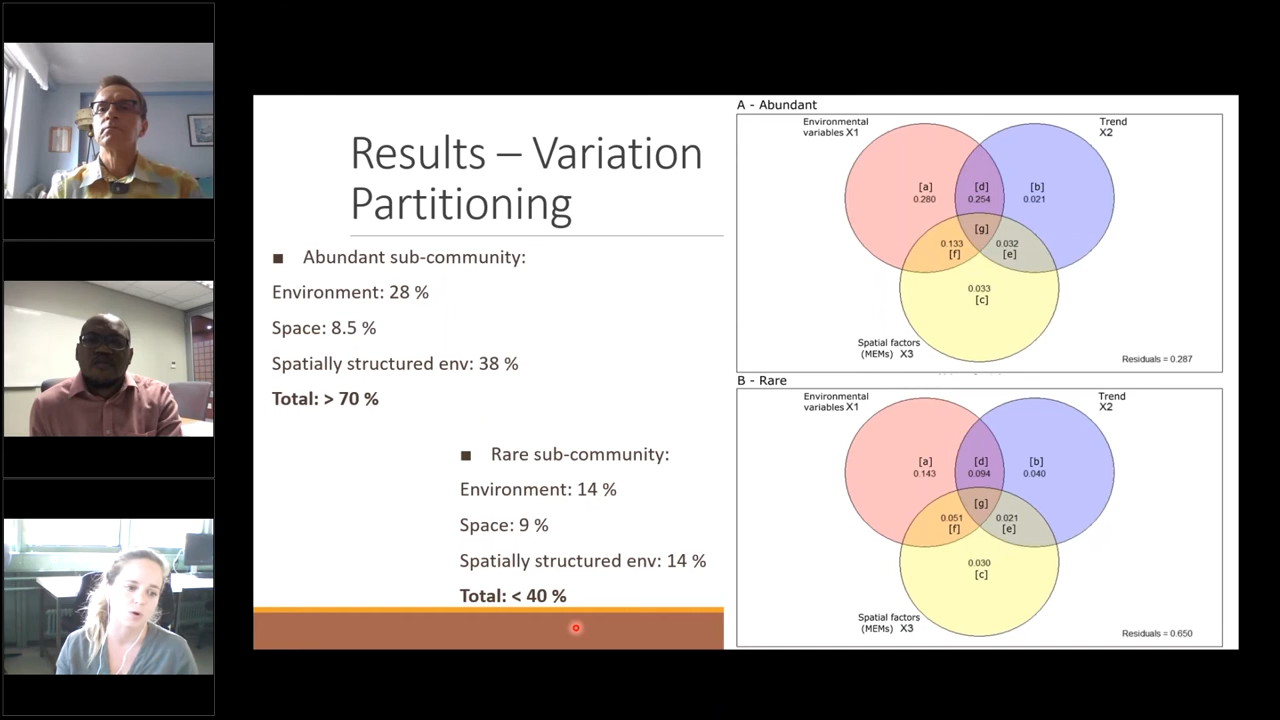 Results – Variation
Partitioning
■ Abundant sub-community:
Environment: 28 %
Space: 8.5 %
Spatially structured env: 38 %
Total: > 70 %
■ Rare sub-community:
Environment: 14 %
Space: 9 %
Spatially structured env: 14 %
Total: < 40 %
A - Abundant
Environmental
variables X1
Trend
X2
[a]
0.280
[d]
0.254
[b]
0.021
[g]
0.133
[f]
0.032
[e]
0.033
[c]
Spatial factors
(MEMs) X3
Residuals = 0.287
B - Rare
Environmental
variables X1
Trend
X2
[a]
0.143
[d]
0.094
[b]
0.040
[g]
0.051
[f]
0.021
[e]
0.030
[c]
Spatial factors
(MEMs) X3
Residuals = 0.650